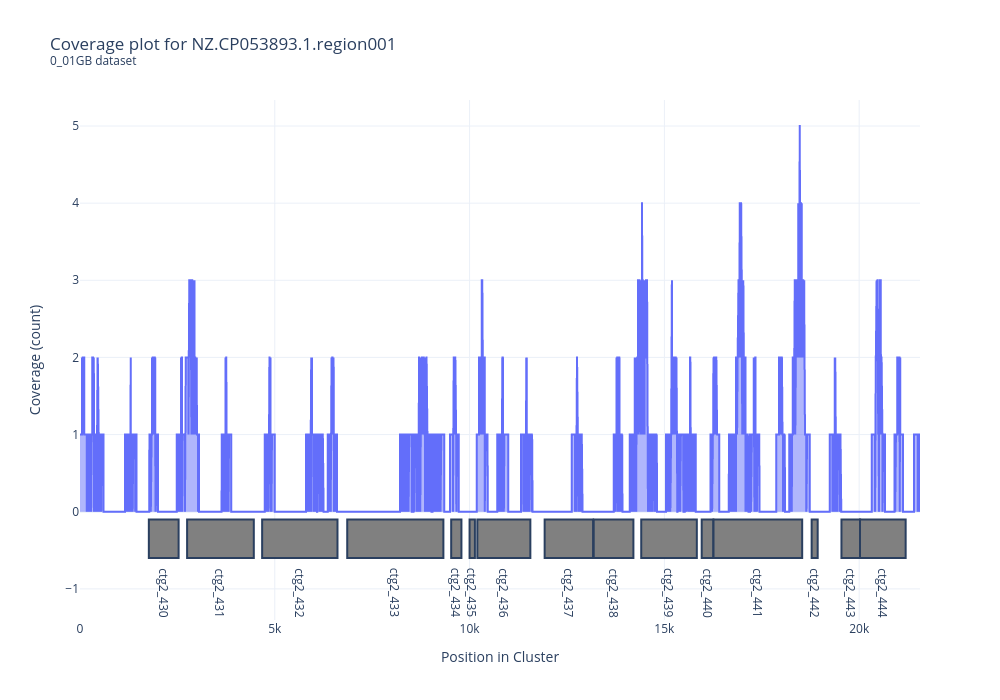 Coverage plot for NZ.CP053893.1.region001
0_01GB dataset
5
4
3
2
1
0
−1
Coverage (count)
ctg2_430
ctg2_431
ctg2_432
ctg2_433
ctg2_434
ctg2_435
ctg2_436
ctg2_437
ctg2_438
ctg2_439
ctg2_440
ctg2_441
ctg2_442
ctg2_443
ctg2_444
0 5k 10k 15k 20k
Position in Cluster